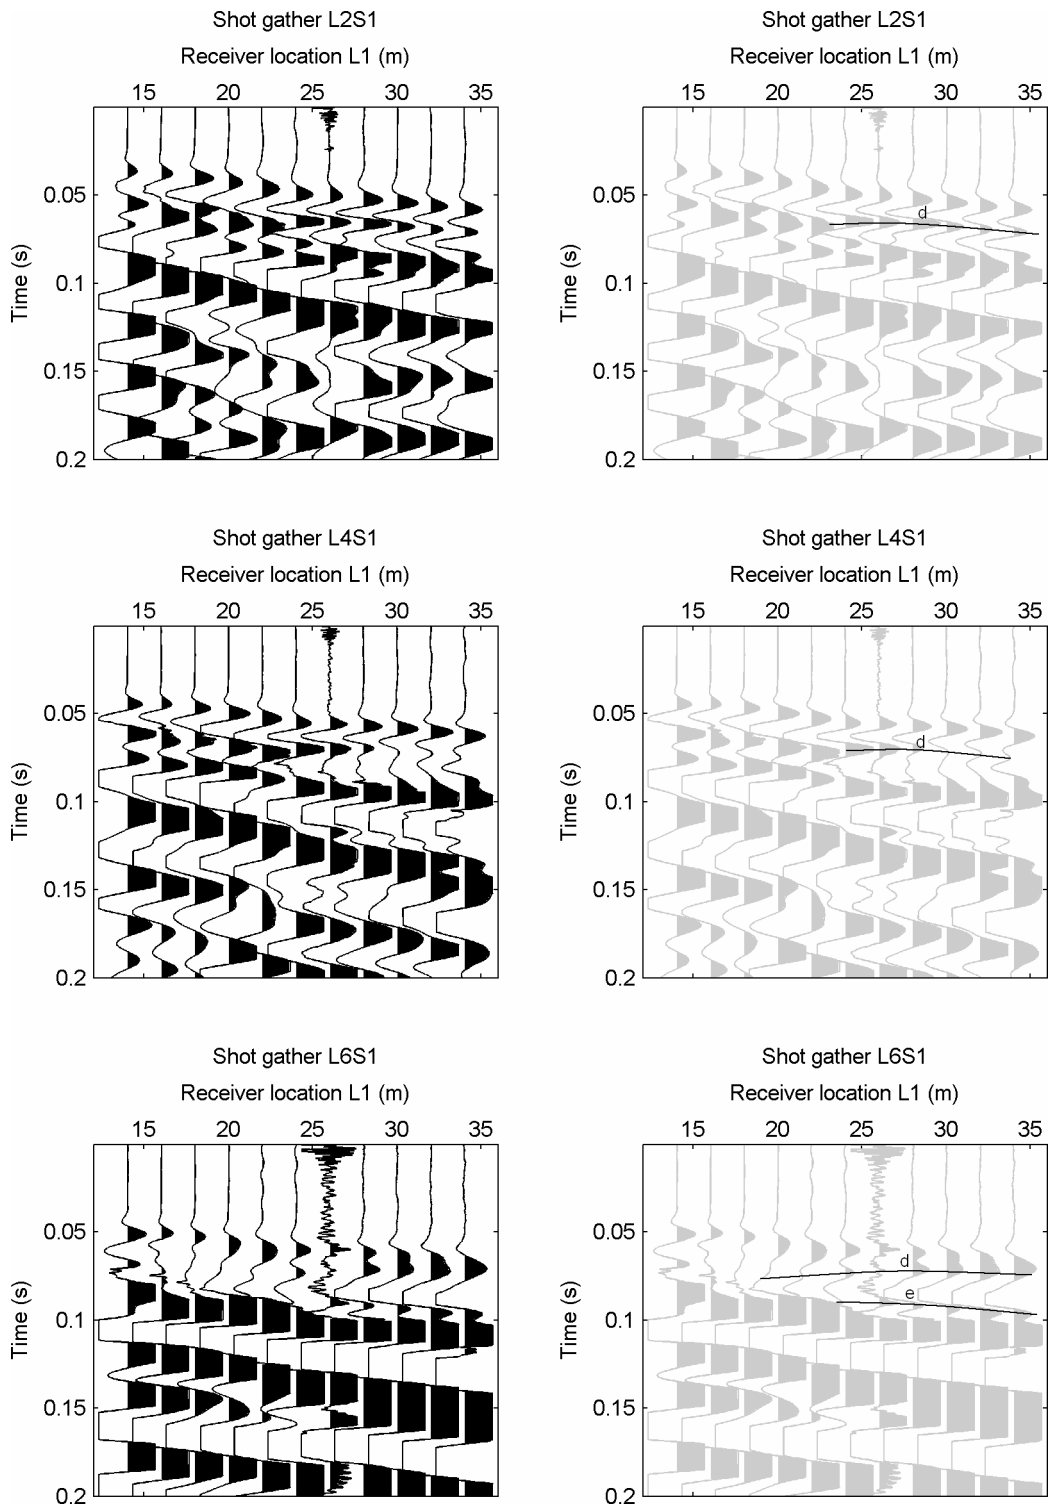 Shot gather L2S1
Receiver location L1 (m)
15 20 25 30 35
0.05
0.1
0.15
0.2
Time (s)
Shot gather L2S1
Receiver location L1 (m)
15 20 25 30 35
0.05
0.1
0.15
0.2
Time (s)
d
Shot gather L4S1
Receiver location L1 (m)
15 20 25 30 35
0.05
0.1
0.15
0.2
Time (s)
Shot gather L4S1
Receiver location L1 (m)
15 20 25 30 35
0.05
0.1
0.15
0.2
Time (s)
d
Shot gather L6S1
Receiver location L1 (m)
15 20 25 30 35
0.05
0.1
0.15
0.2
Time (s)
Shot gather L6S1
Receiver location L1 (m)
15 20 25 30 35
0.05
0.1
0.15
0.2
Time (s)
d
e